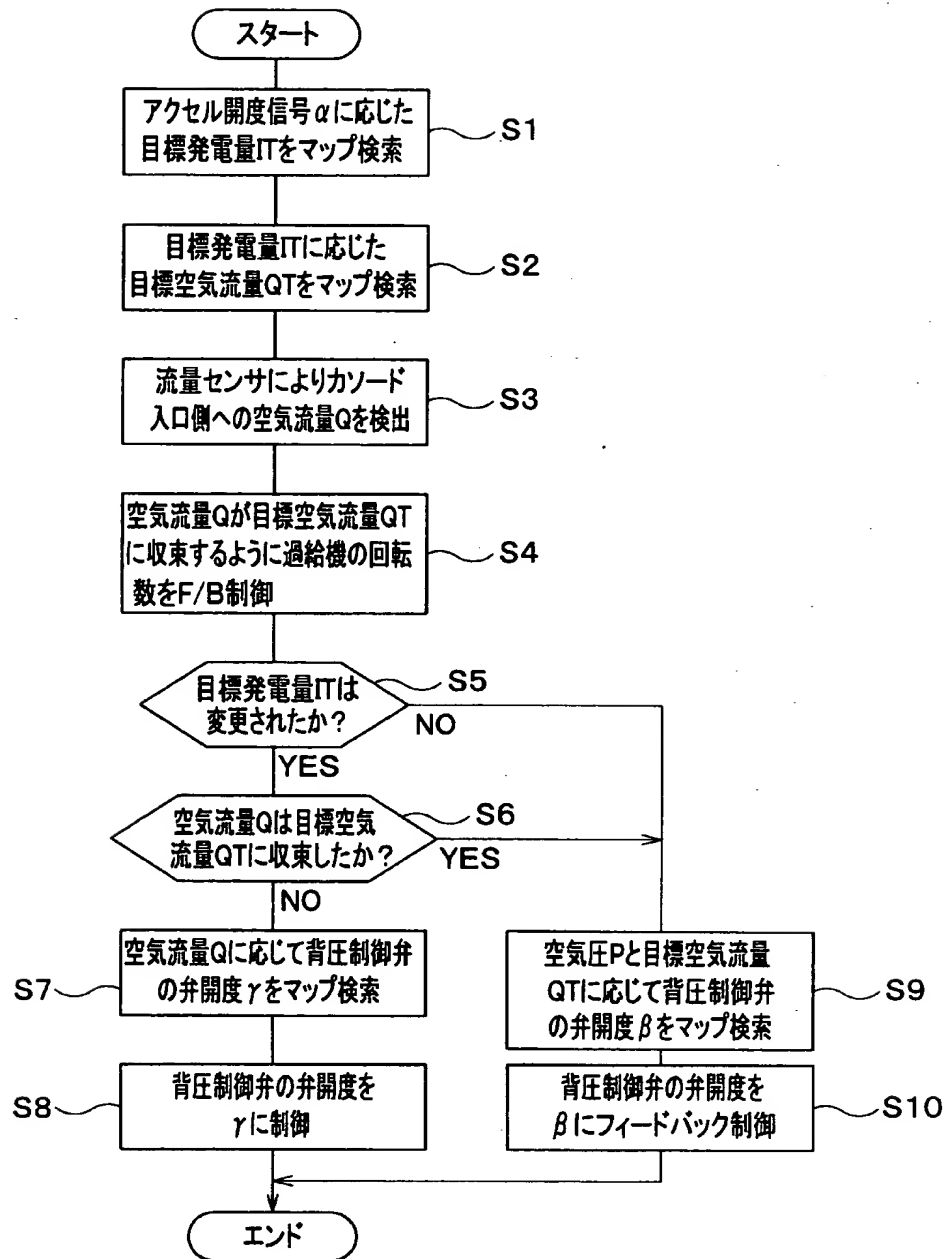 スタート
アクセル開度信号αに応じた
目標発電量ITをマップ検索
S1
目標発電量ITに応じた
目標空気流量QTをマップ検索
S2
流量センサによりカソード
入口側への空気流量Qを検出
S3
空気流量Qが目標空気流量QT
に収束するように過給機の回転
数をF/B制御
S4
目標発電量ITは
変更されたか？
S5
NO
YES
空気流量Qは目標空気
流量QTに収束したか？
S6
YES
NO
空気流量Qに応じて背圧制御弁
の弁開度γをマップ検索
S7
背圧制御弁の弁開度を
γに制御
S8
空気圧Pと目標空気流量
QTに応じて背圧制御弁
の弁開度βをマップ検索
S9
背圧制御弁の弁開度を
βにフィードバック制御
S10
エンド